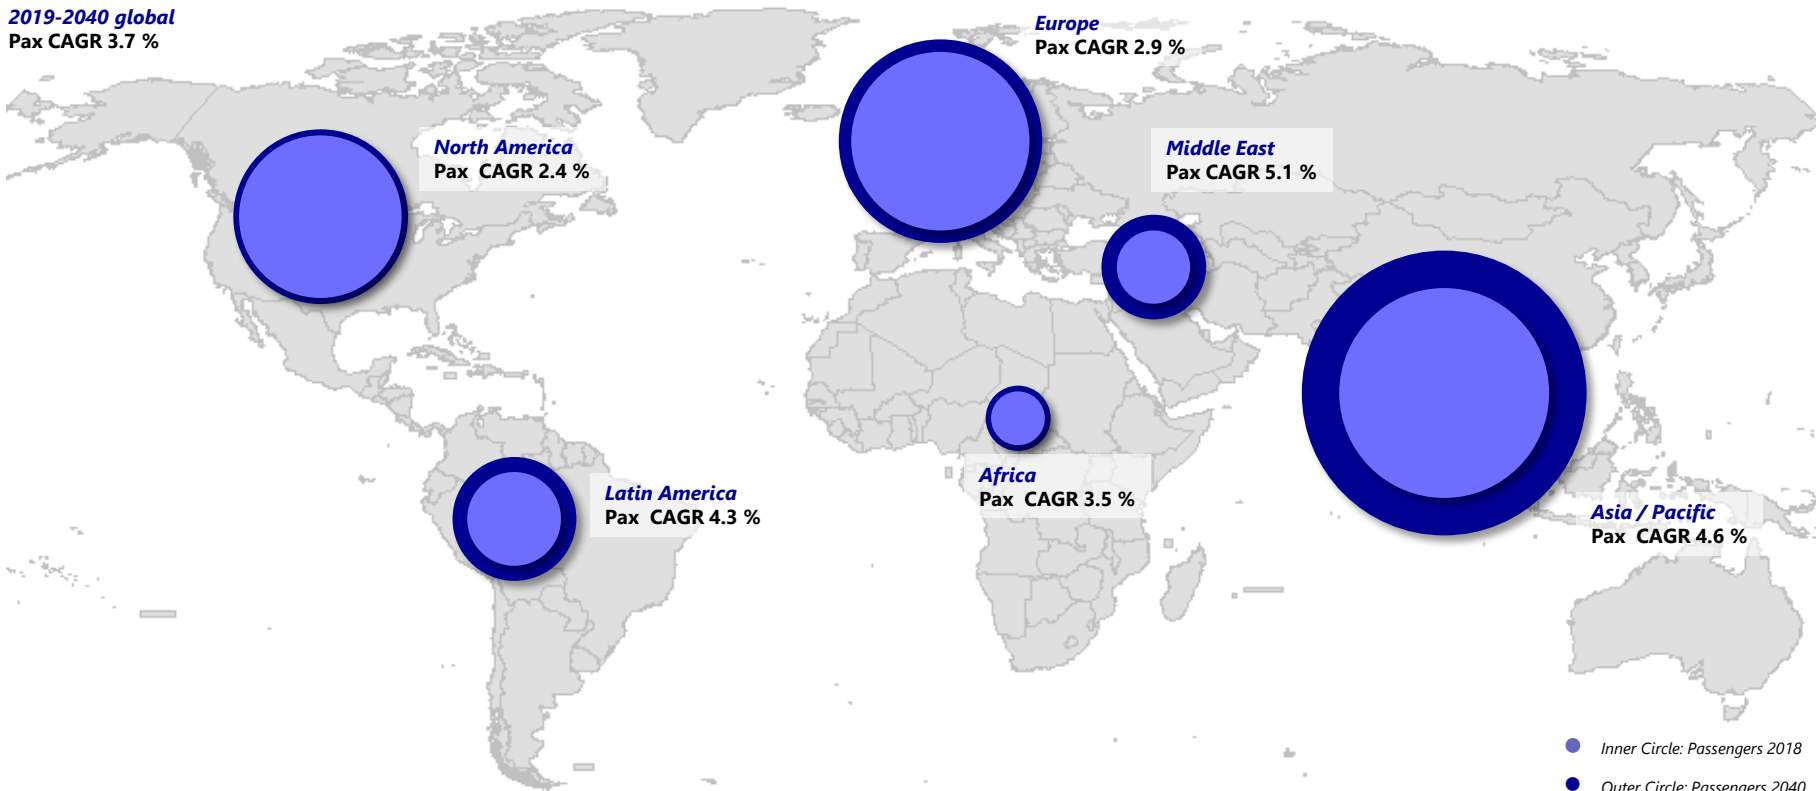 2019-2040 global
Pax CAGR 3.7 %
Europe
Pax CAGR 2.9 %
North America
Pax CAGR 2.4 %
Middle East
Pax CAGR 5.1 %
Latin America
Pax CAGR 4.3 %
Africa
Pax CAGR 3.5 %
Asia / Pacific
Pax CAGR 4.6 %
Inner Circle: Passengers 2018
Outer Circle: Passengers 2040